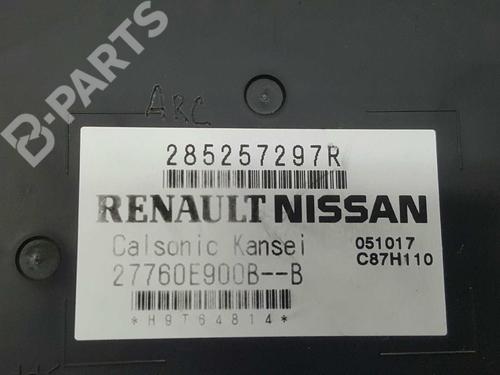 B-PARTS
ARC
285257297R
RENAULT NISSAN
Calsonic Kansei
051017
27760E900B--B
C87H110
*H9T64814*